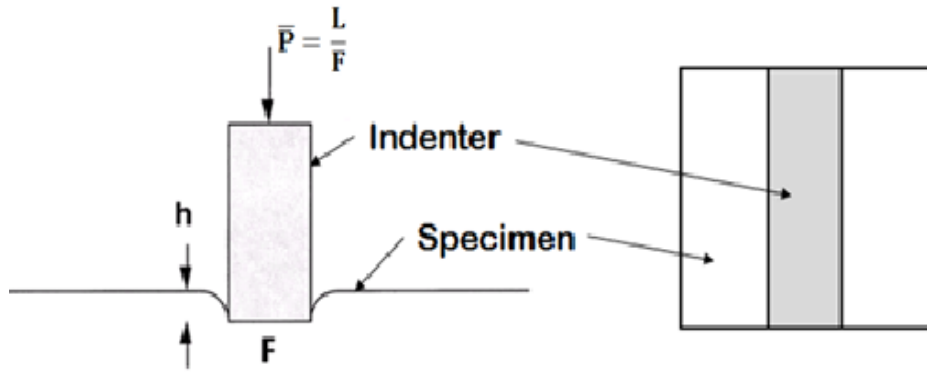 P̄ = L / F̄
Indenter
h
Specimen
F̄